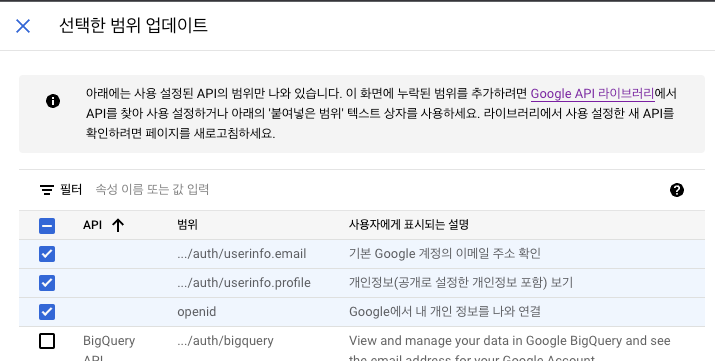 선택한 범위 업데이트
아래에는 사용 설정된 API의 범위만 나와 있습니다. 이 화면에 누락된 범위를 추가하려면 Google API 라이브러리에서
API를 찾아 사용 설정하거나 아래의 '붙여넣은 범위' 텍스트 상자를 사용하세요. 라이브러리에서 사용 설정한 새 API를
확인하려면 페이지를 새로고침하세요.
필터 속성 이름 또는 값 입력
API 범위 사용자에게 표시되는 설명
.../auth/userinfo.email 기본 Google 계정의 이메일 주소 확인
.../auth/userinfo.profile 개인정보(공개로 설정한 개인정보 포함) 보기
openid Google에서 내 개인 정보를 나와 연결
BigQuery .../auth/bigquery View and manage your data in Google BigQuery and see
API the email address for your Google Account